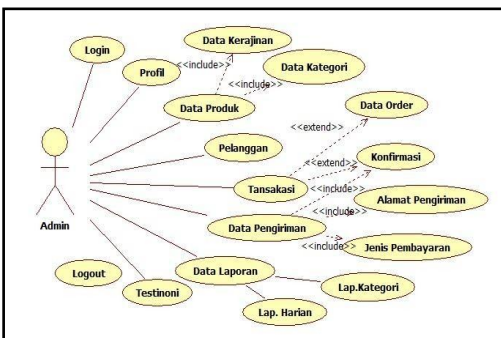 Data Kerajinan
Login
Data Kategori
Profil
<<include>>
<<include>>
Data Produk
Data Order
<<extend>>
Pelanggan
Konfirmasi
<<extend>>
Tansakasi
<<include>>
Alamat Pengiriman
<<include>>
Admin
Data Pengiriman
Jenis Pembayaran
<<include>>
Logout
Data Laporan
Testinoni
Lap.Kategori
Lap. Harian